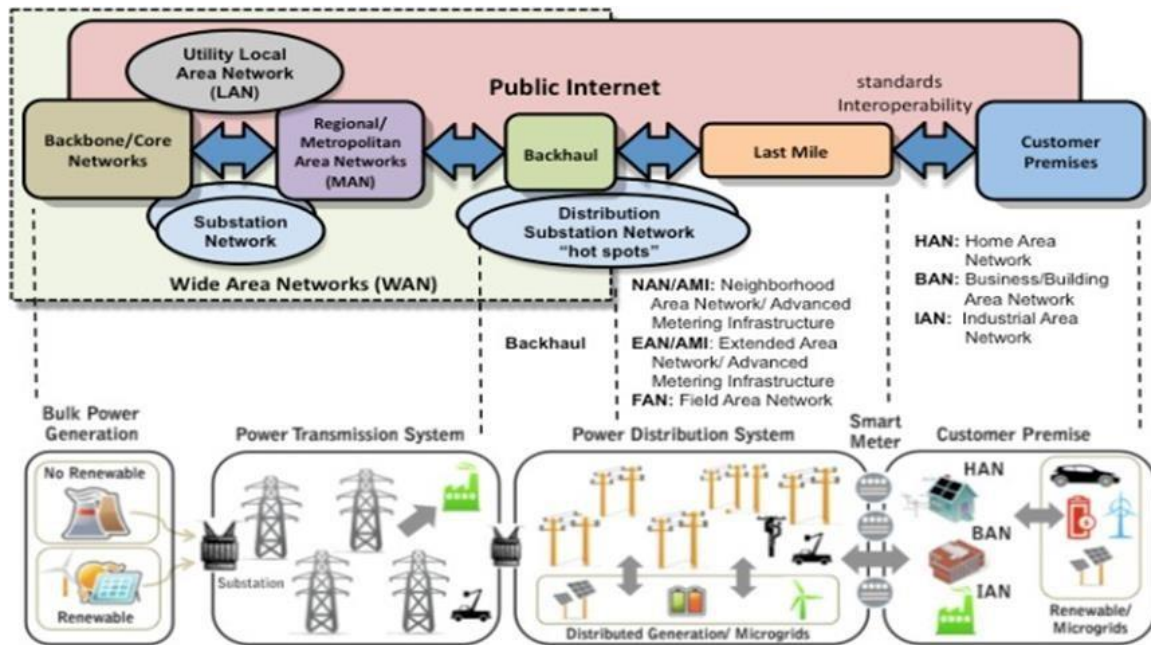 Utility Local
Area Network
(LAN)
Public Internet
standards
Interoperability
Backbone/Core
Networks
Regional/
Metropolitan
Area Networks
(MAN)
Backhaul
Last Mile
Customer
Premises
Substation
Network
Distribution
Substation Network
“hot spots”
Wide Area Networks (WAN)
Backhaul
NAN/AMI: Neighborhood
Area Network/ Advanced
Metering Infrastructure
EAN/AMI: Extended Area
Network/ Advanced
Metering Infrastructure
FAN: Field Area Network
HAN: Home Area
Network
BAN: Business/Building
Area Network
IAN: Industrial Area
Network
Bulk Power
Generation
No Renewable
Renewable
Power Transmission System
Substation
Power Distribution System
Distributed Generation/ Microgrids
Smart
Meter
Customer Premise
HAN
BAN
IAN
Renewable/
Microgrids